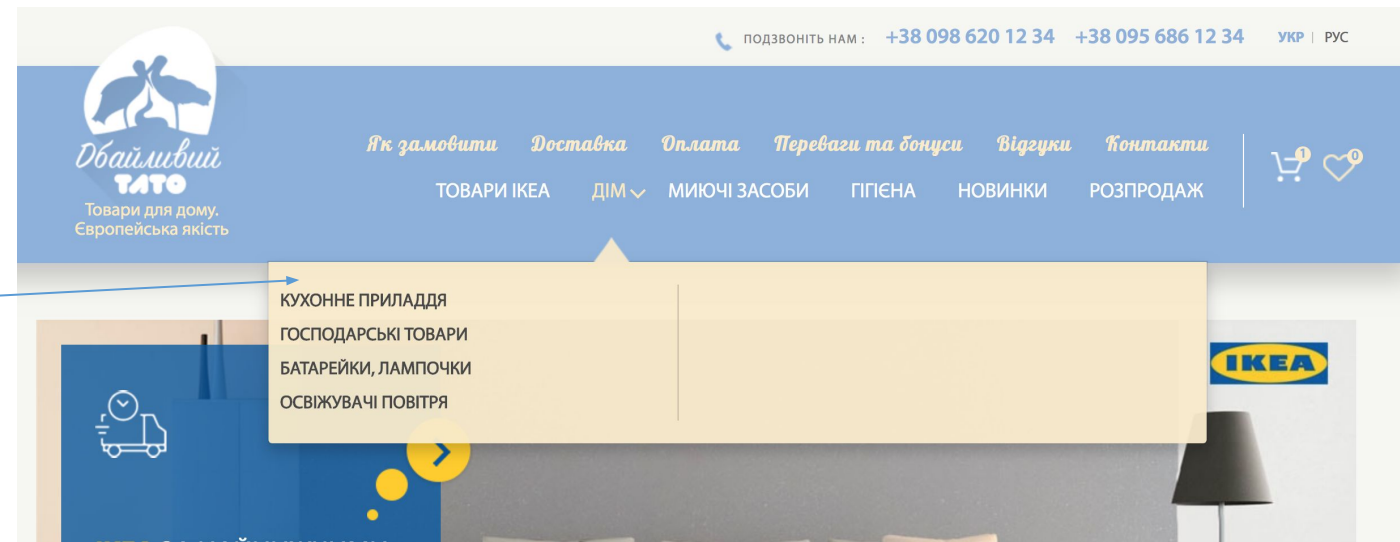 ПОДЗВОНІТЬ НАМ : +38 098 620 12 34 +38 095 686 12 34 УКР | РУС
Обайливий
ТАТО
Товари для дому.
Європейська якість
Як замовити Доставка Оплата Переваги та бонуси Відгуки Контакти
ТОВАРИ IKEA ДІМ МИЮЧІ ЗАСОБИ ГІГІЄНА НОВИНКИ РОЗПРОДАЖ
1 0
КУХОННЕ ПРИЛАДДЯ
ГОСПОДАРСЬКІ ТОВАРИ
БАТАРЕЙКИ, ЛАМПОЧКИ
ОСВІЖУВАЧІ ПОВІТРЯ
IKEA